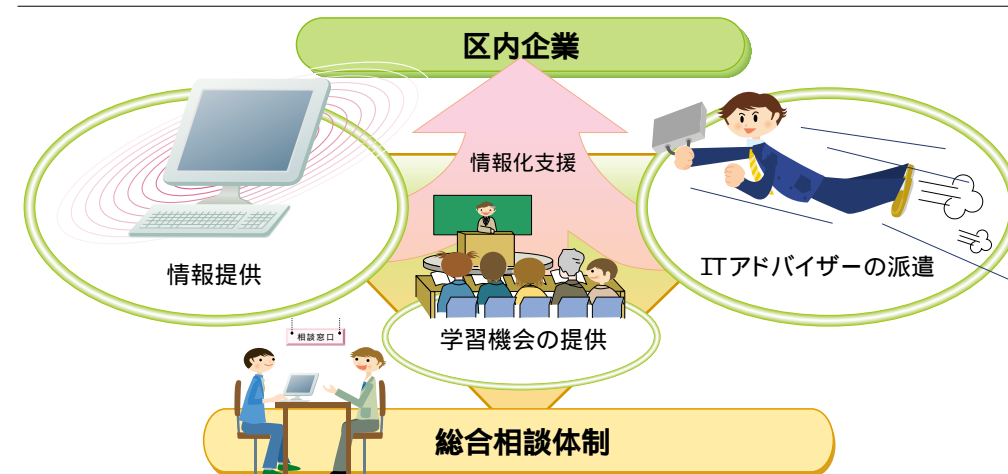 区内企業
情報化支援
情報提供
ITアドバイザーの派遣
学習機会の提供
相談窓口
総合相談体制